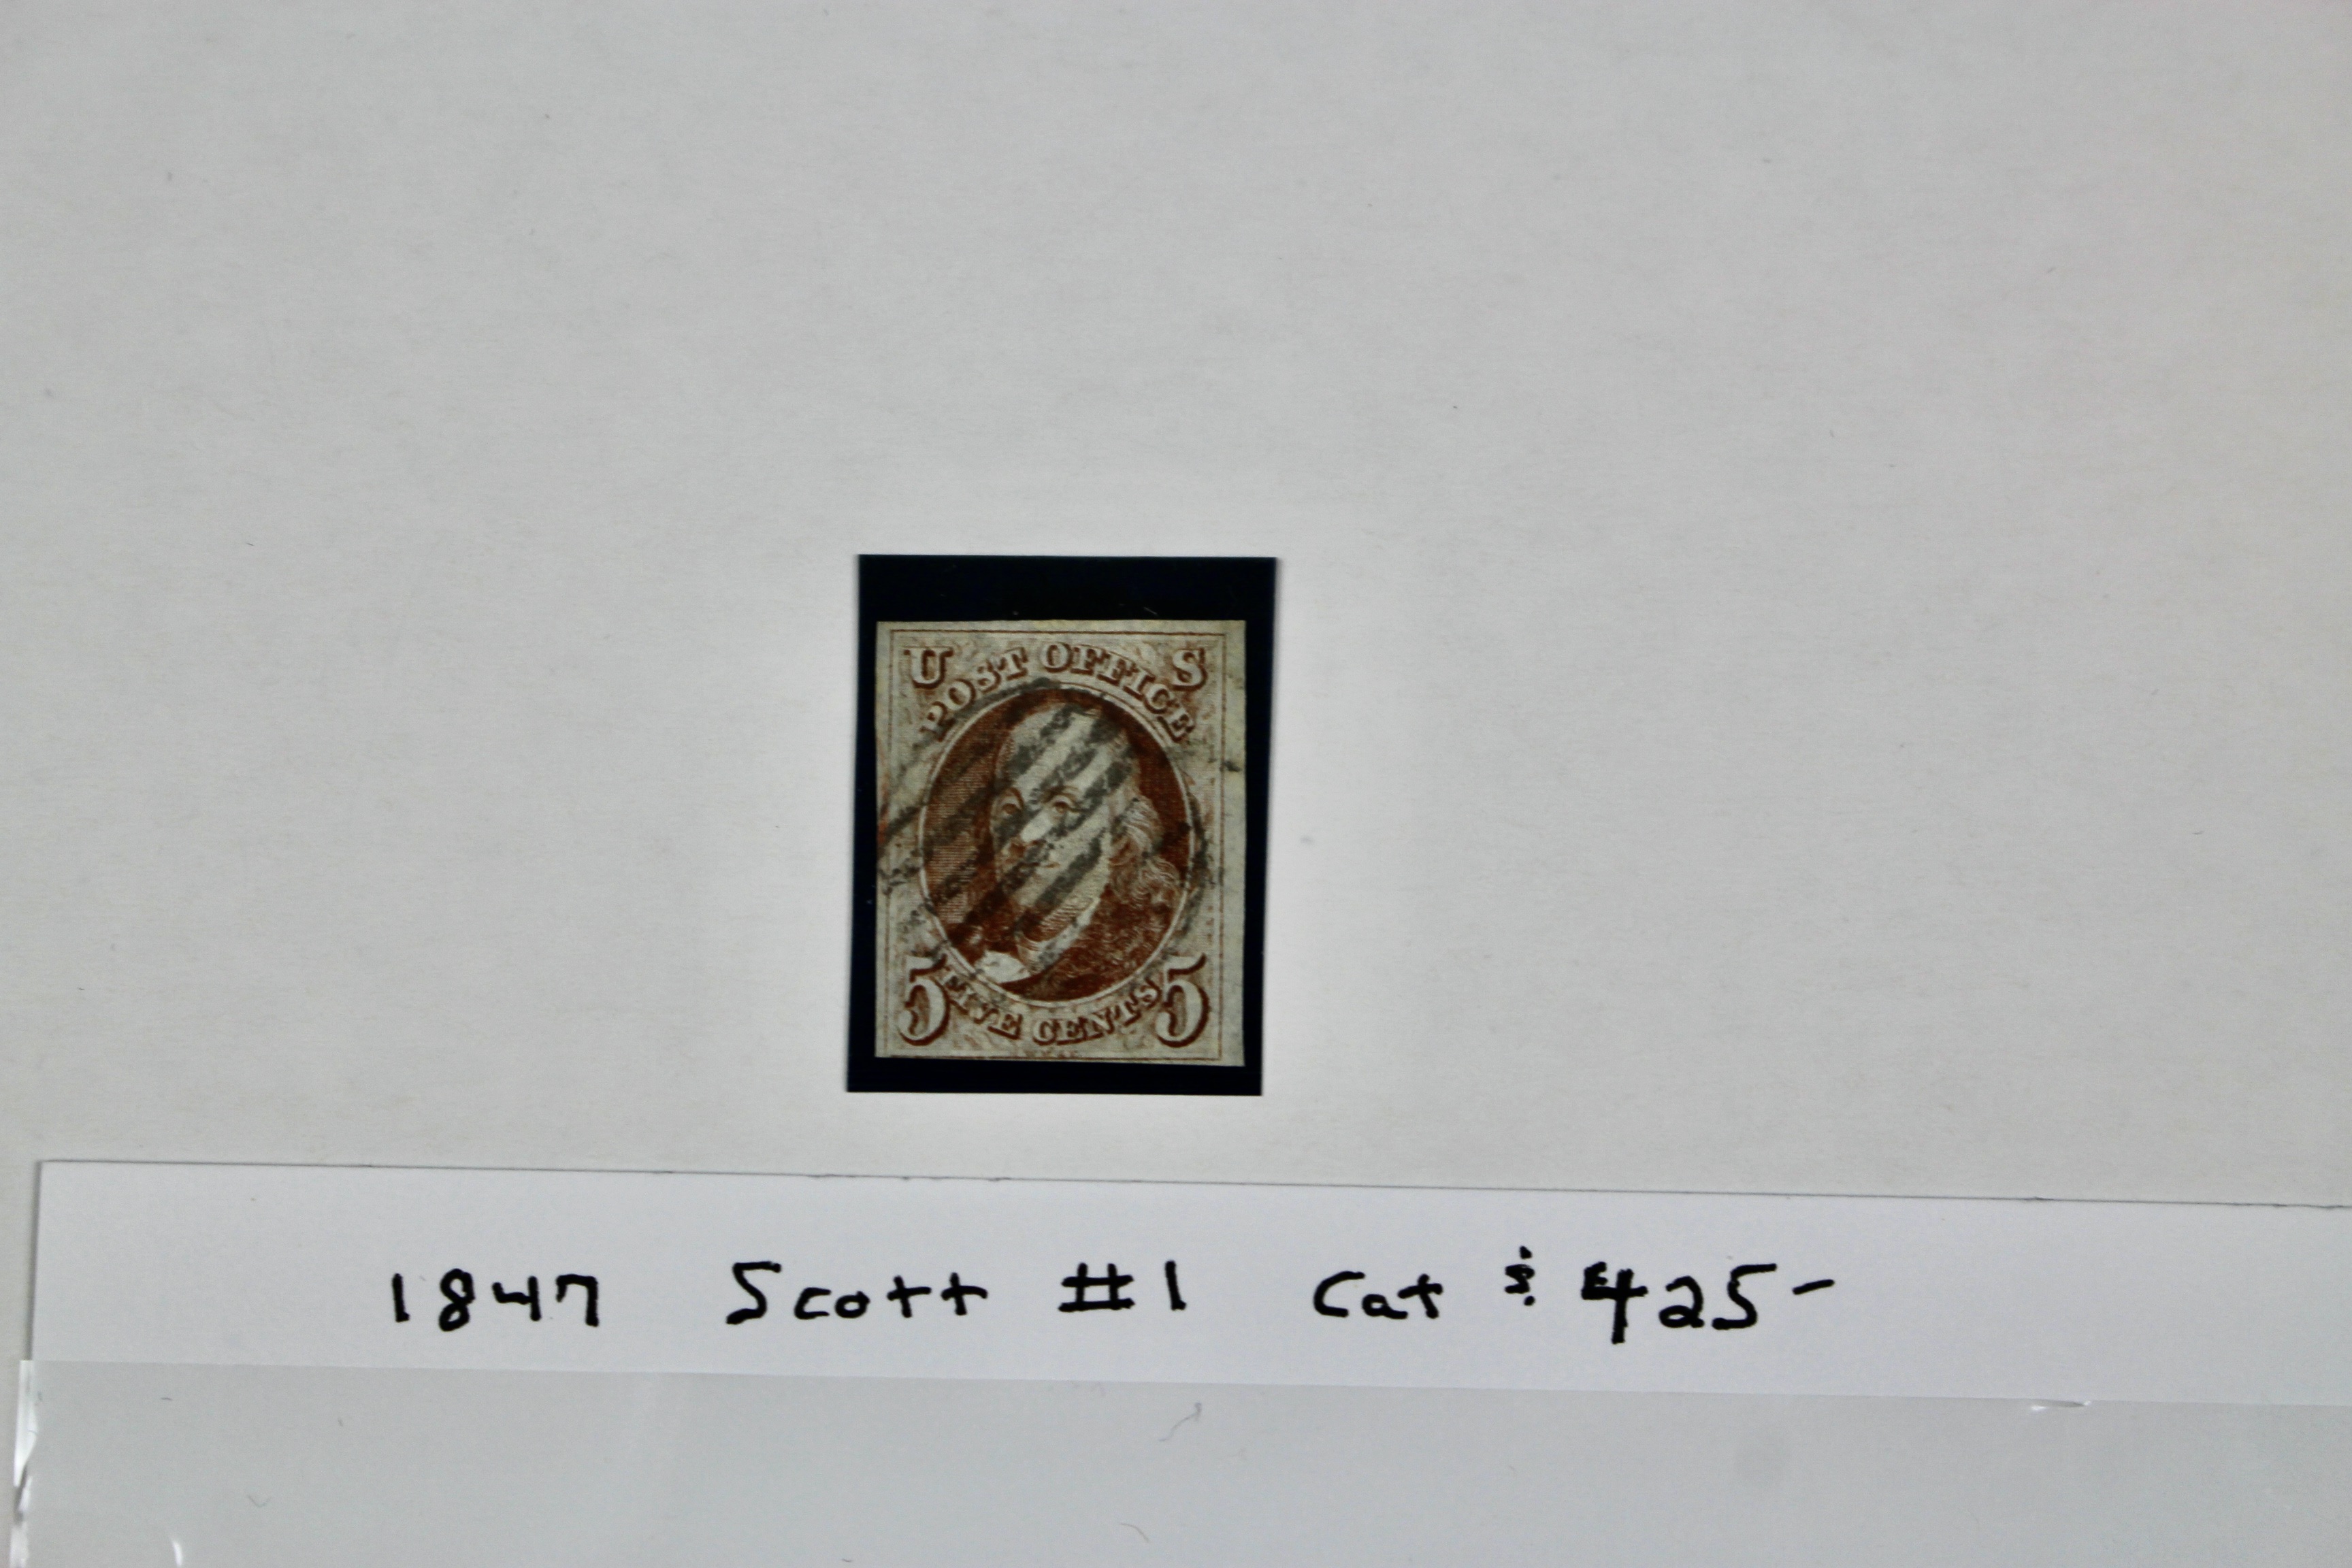 U S
POST OFFICE
5 FIVE CENTS 5
1847 Scott #1 Cat $ 425-